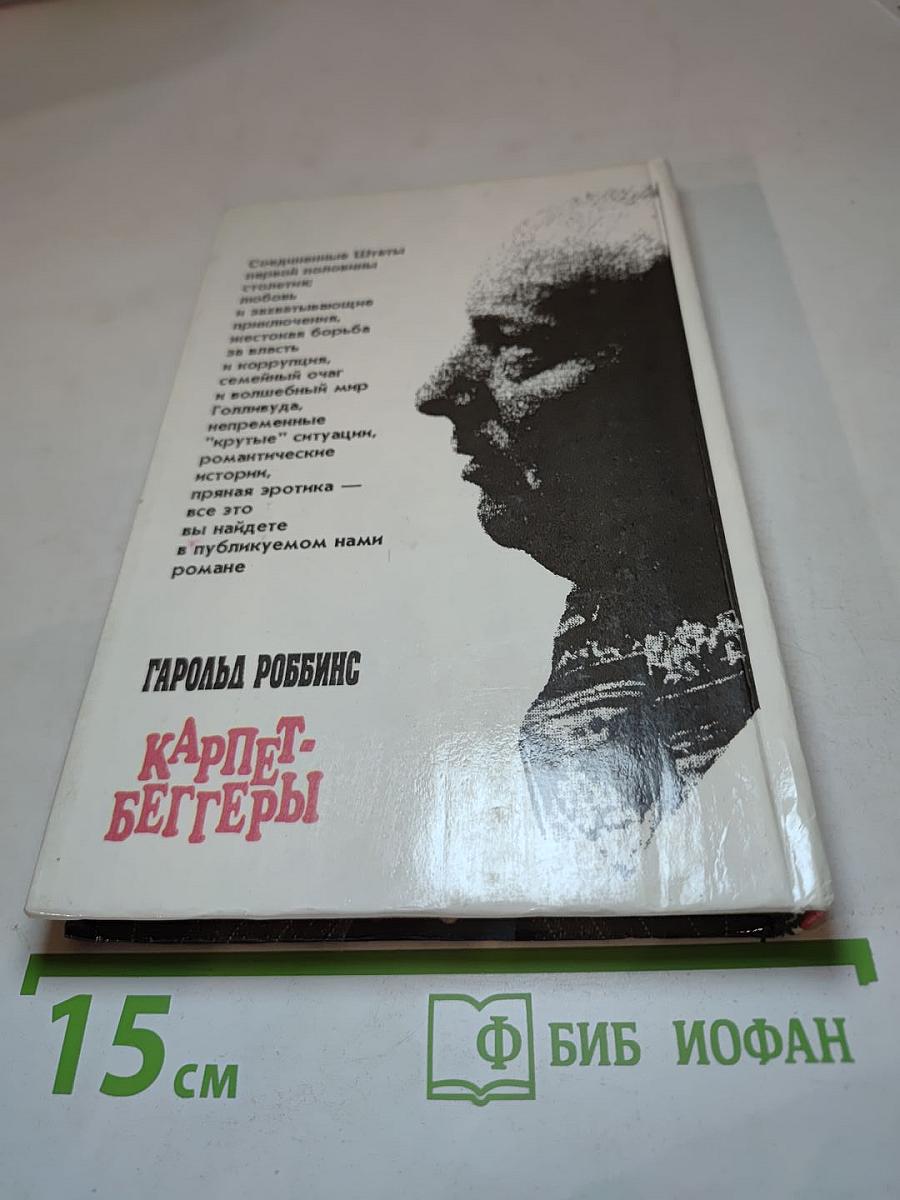 Соединенные Штаты
первой половины
столетия;
любовь
и захватывающие
приключения,
жестокая борьба
за власть
и коррупция,
семейный очаг
и волшебный мир
Голливуда,
непременные
"крутые" ситуации,
романтические
истории,
пряная эротика —
все это
вы найдете
в публикуемом нами
романе
ГАРОЛЬД РОББИНС
КАРПЕТ-
БЕГГЕРЫ
15 см
Ф БИБ ИОФАН